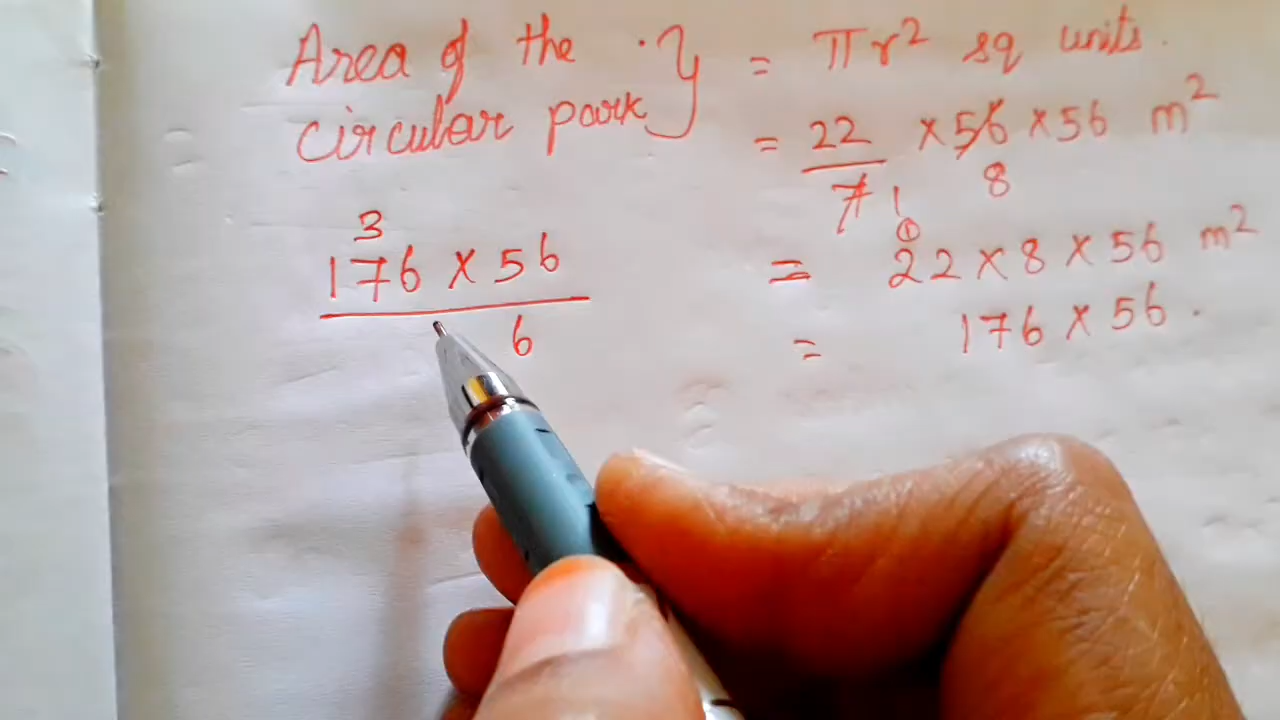 Area of the } = πr² sq units.
circular park
= 22/7 × 56 × 56 m²
1 8
= 22 × 8 × 56 m²
1
= 176 × 56.
3
176 × 56
6